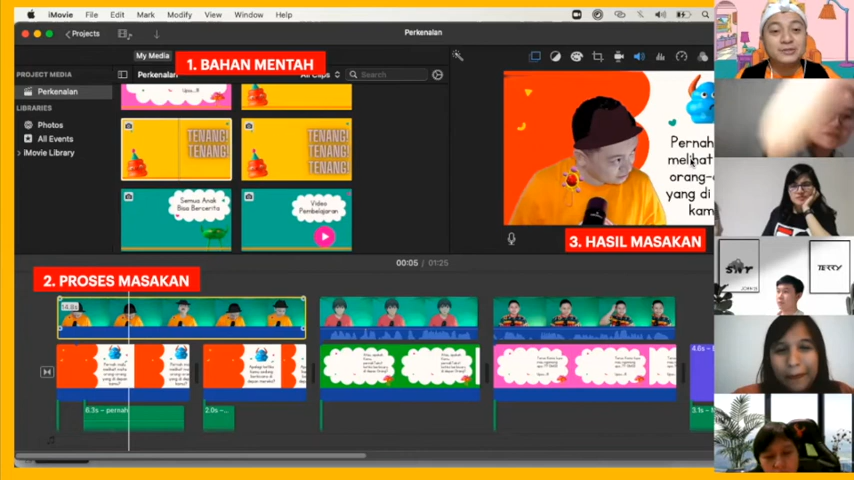 iMovie File Edit Mark Modify View Window Help
Projects
Perkenalan
My Media
1. BAHAN MENTAH
PROJECT MEDIA
Perkenalan
All Clips
Search
Perkenalan
LIBRARIES
Photos
All Events
iMovie Library
TENANG!
TENANG!
TENANG!
TENANG!
TENANG!
Semua Anak
Bisa Bercerita
Video
Pembelajaran
Pernah
melihat
orang-
yang di
kam
3. HASIL MASAKAN
00:05 / 01:25
2. PROSES MASAKAN
14.8s
4.0s
6.3s – pernah
2.0s –...
3.1s
SWT
TERRY